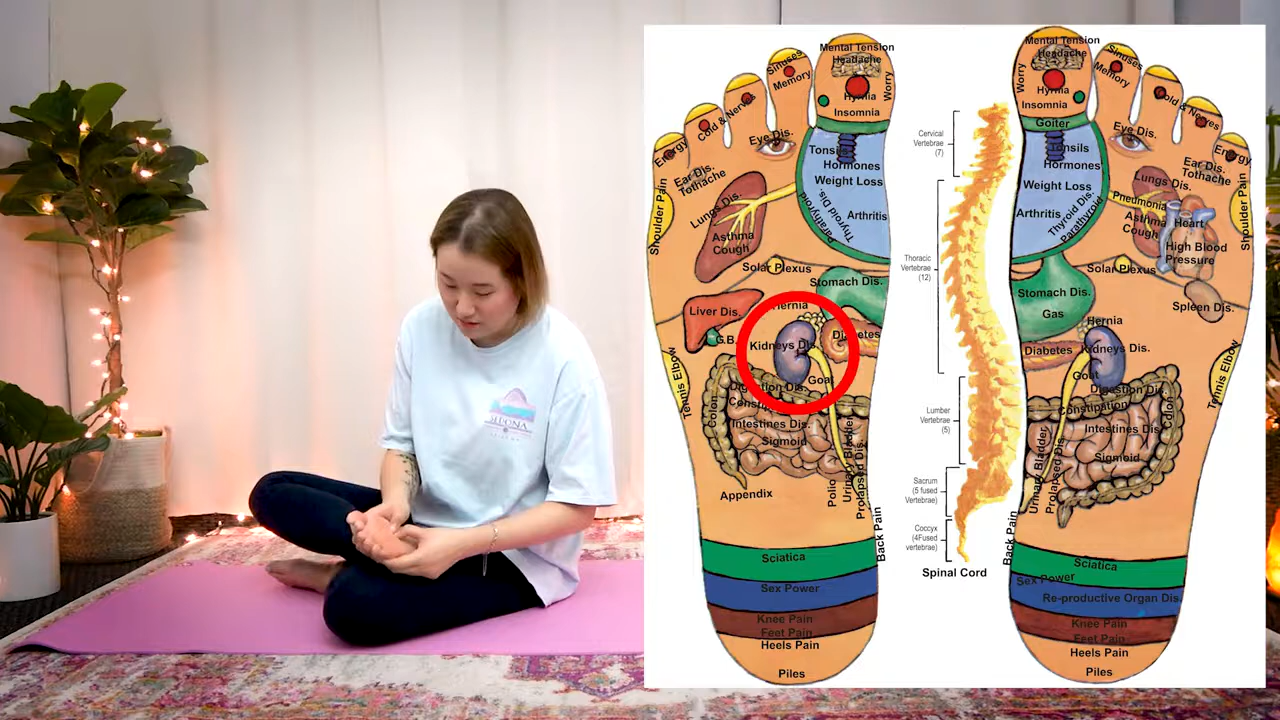 Mental Tension
Headache
Worry
Hyrnia
Insomnia
Sinuses
Memory
Cold & Nerves
Energy
Eye Dis.
Ear Dis.
Tothache
Shoulder Pain
Tonsils
Hormones
Weight Loss
Parathyroid
Thyroid Dis.
Arthritis
Lungs Dis.
Asthma
Cough
Solar Plexus
Stomach Dis.
Hernia
Liver Dis.
G.B.
Kidneys Dis.
Diabetes
Goat
Tennis Elbow
Digestion Dis.
Colon
Intestines Dis.
Sigmoid
Appendix
Polio
Urinary Bladder
Prolapsed Dis.
Back Pain
Sciatica
Sex Power
Knee Pain
Feet Pain
Heels Pain
Piles
Cervical
Vertebrae
(7)
Thoracic
Vertebrae
(12)
Lumber
Vertebrae
(5)
Sacrum
(5 fused
Vertebrae)
Coccyx
(4Fused
vertebrae)
Spinal Cord
Mental Tension
Headache
Worry
Hyrnia
Insomnia
Goiter
Sinuses
Memory
Cold & Nerves
Energy
Eye Dis.
Ear Dis.
Tothache
Shoulder Pain
Tonsils
Hormones
Weight Loss
Arthritis
Thyroid Dis.
Parathyroid
Lungs Dis.
Pneumonia
Asthma
Cough
Heart
High Blood
Pressure
Solar Plexus
Spleen Dis.
Stomach Dis.
Gas
Hernia
Diabetes
Kidneys Dis.
Tennis Elbow
Constipation
Colon
Intestines Dis.
Sigmoid
Urinary Bladder
Prolapsed Dis.
Back Pain
Sciatica
Sex Power
Re-productive Organ Dis.
Knee Pain
Feet Pain
Heels Pain
Piles
SEDONA